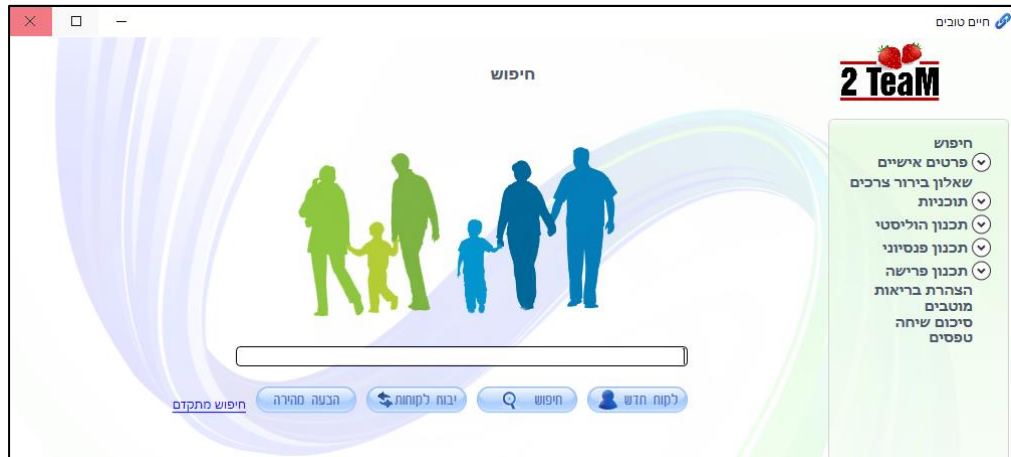 חיים טובים
2 TeaM
חיפוש
חיפוש
פרטים אישיים
שאלון בירור צרכים
תוכניות
תכנון הוליסטי
תכנון פנסיוני
תכנון פרישה
הצהרת בריאות
מוטבים
סיכום שיחה
טפסים
לקוח חדש
חיפוש
יבוא לקוחות
הצעה מהירה
חיפוש מתקדם